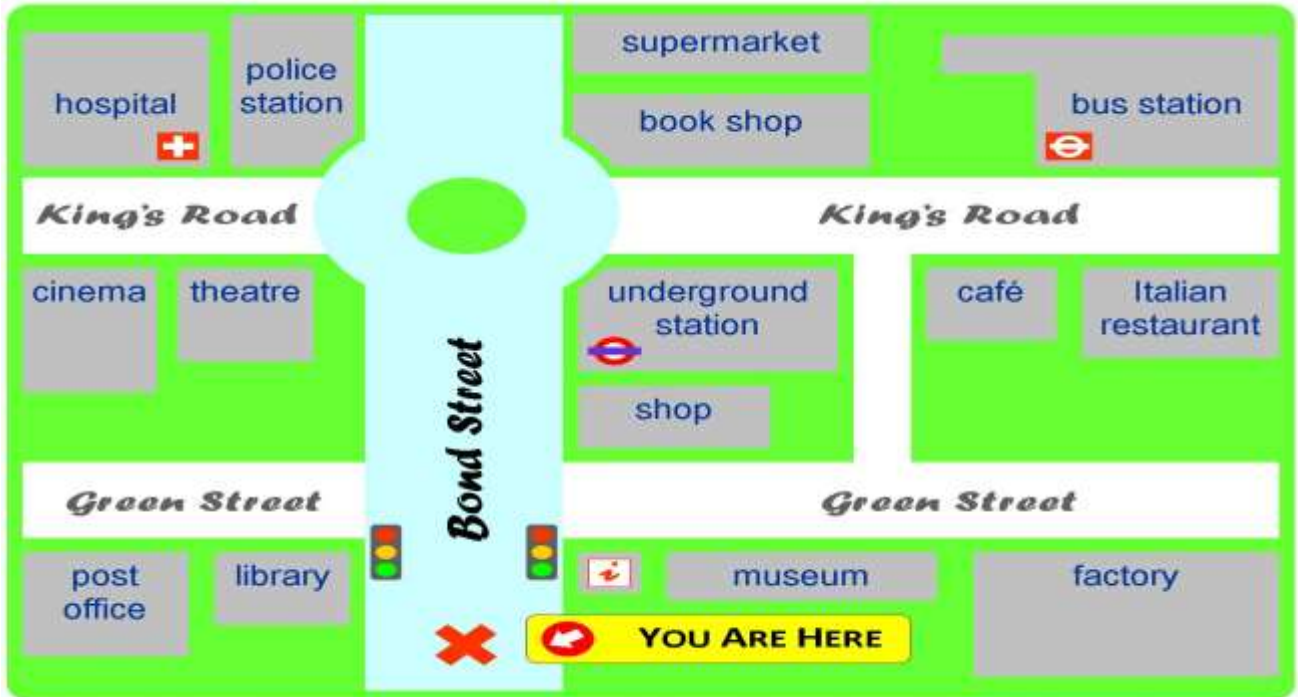 supermarket
police
station
hospital
book shop
bus station
King's Road
King's Road
cinema
theatre
underground
station
café
Italian
restaurant
shop
Bond Street
Green Street
Green Street
post
office
library
i
museum
factory
YOU ARE HERE